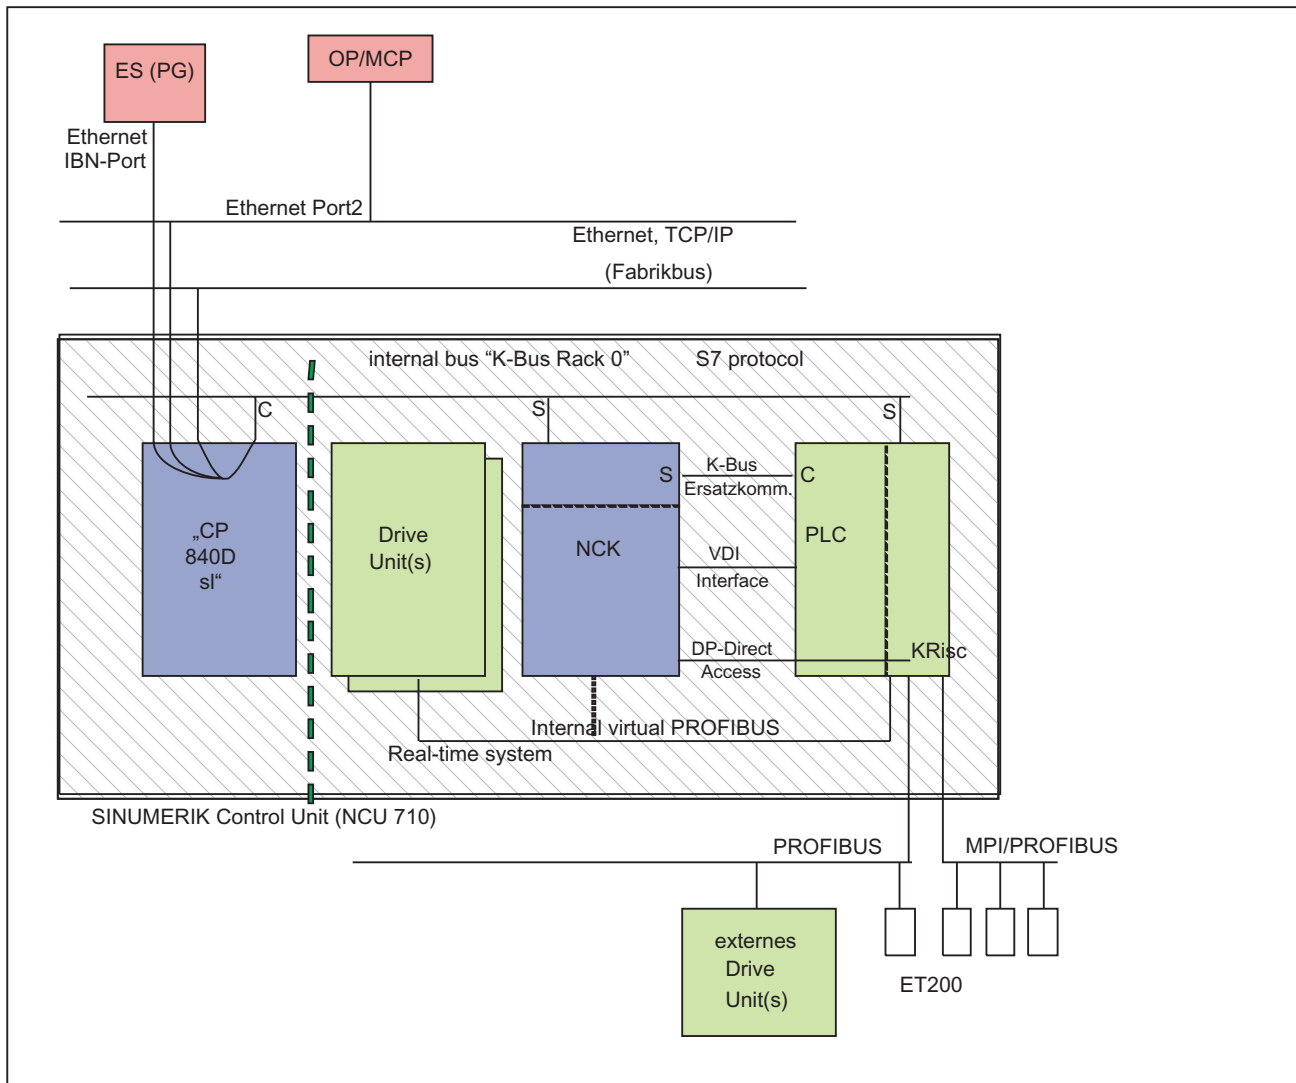 ES (PG)
OP/MCP
Ethernet
IBN-Port
Ethernet Port2
Ethernet, TCP/IP
(Fabrikbus)
internal bus “K-Bus Rack 0”
S7 protocol
C
S
S
S
K-Bus
Ersatzkomm.
C
„CP
840D
sl“
Drive
Unit(s)
NCK
PLC
VDI
Interface
DP-Direct
Access
KRisc
Internal virtual PROFIBUS
Real-time system
SINUMERIK Control Unit (NCU 710)
PROFIBUS
MPI/PROFIBUS
externes
Drive
Unit(s)
ET200